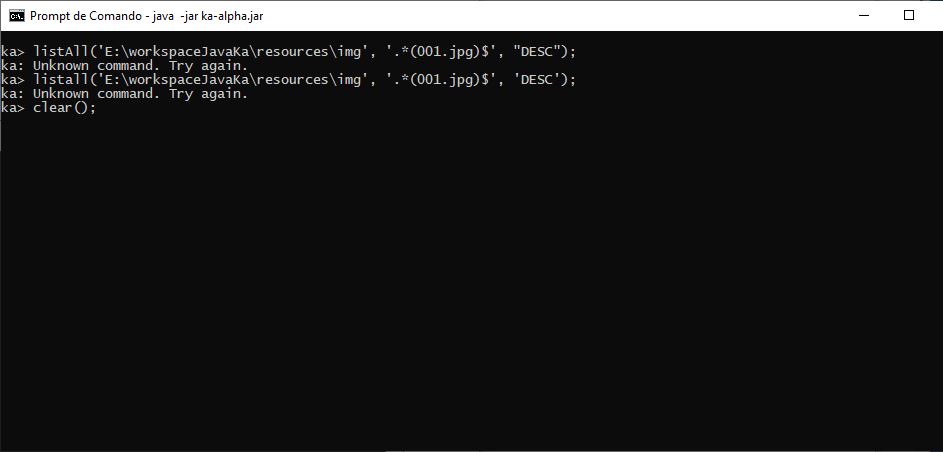 Prompt de Comando - java  -jar ka-alpha.jar
ka> listAll('E:\workspaceJavaKa\resources\img', '.*(001.jpg)$', "DESC");
ka: Unknown command. Try again.
ka> listall('E:\workspaceJavaKa\resources\img', '.*(001.jpg)$', 'DESC');
ka: Unknown command. Try again.
ka> clear();